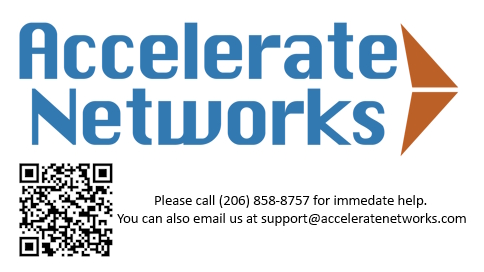 Accelerate
Networks
Please call (206) 858-8757 for immedate help.
You can also email us at support@acceleratenetworks.com